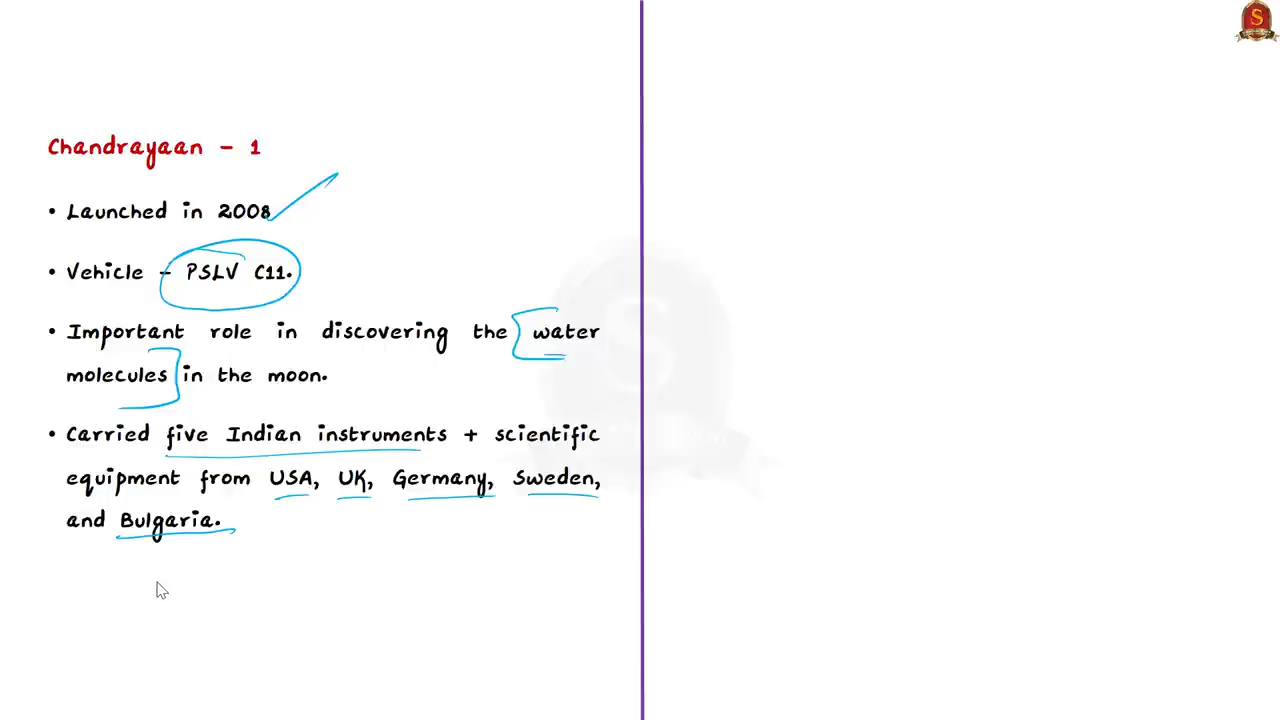 Chandrayaan - 1
• Launched in 2008
• Vehicle - PSLV C11.
• Important role in discovering the water
molecules in the moon.
• Carried five Indian instruments + scientific
equipment from USA, UK, Germany, Sweden,
and Bulgaria.
S